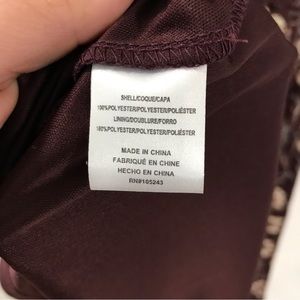 SHELL/COQUE/CAPA
100%POLYESTER/POLYESTER/POLIÉSTER
LINING/DOUBLURE/FORRO
100%POLYESTER/POLYESTER/POLIÉSTER
MADE IN CHINA
FABRIQUÉ EN CHINE
HECHO EN CHINA
RN#105243